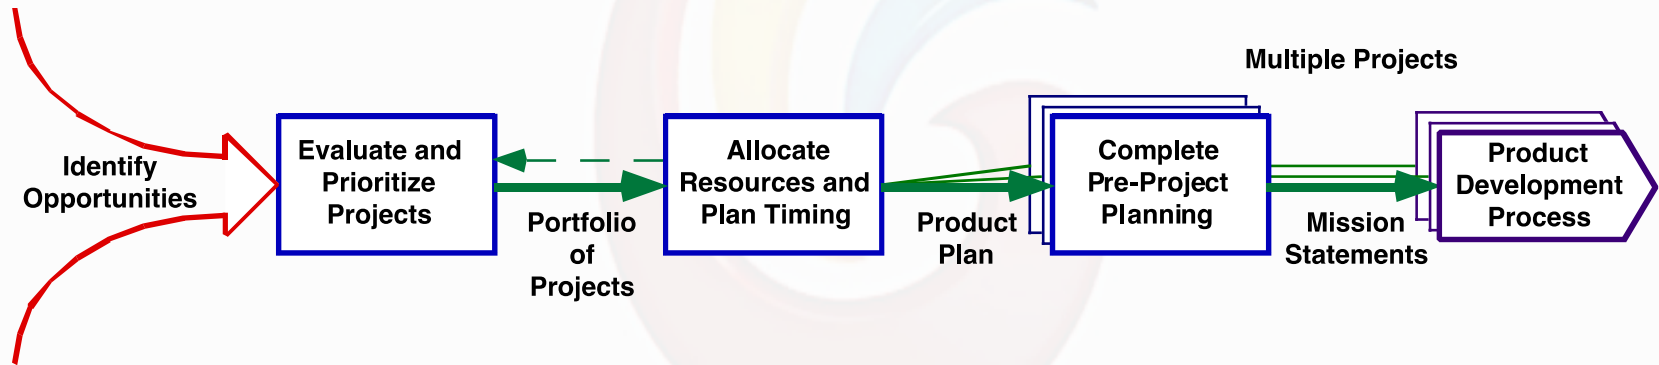 Identify
Opportunities
Evaluate and
Prioritize
Projects
Portfolio
of
Projects
Allocate
Resources and
Plan Timing
Product
Plan
Complete
Pre-Project
Planning
Multiple Projects
Mission
Statements
Product
Development
Process